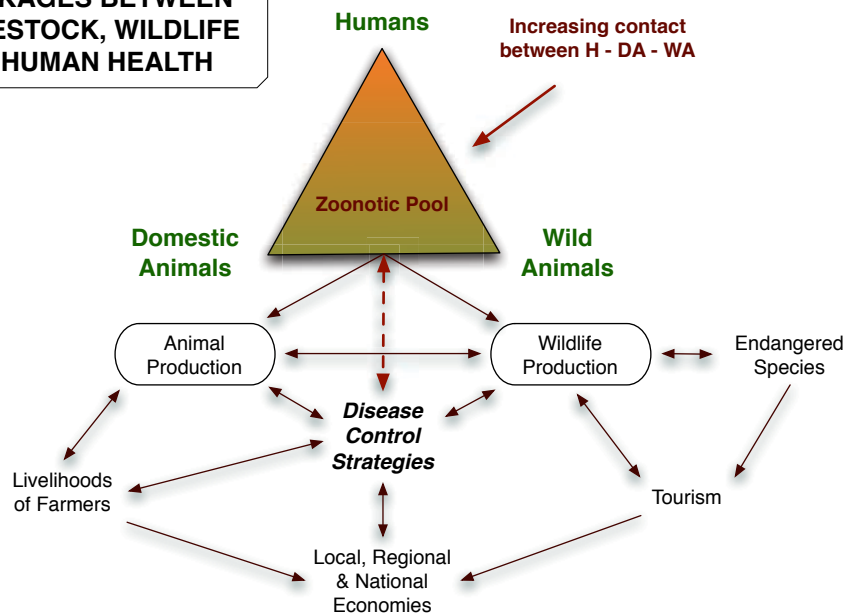 BETWEEN
WILDLIFE
HUMAN HEALTH
Humans
Increasing contact
between H - DA - WA
Zoonotic Pool
Domestic
Animals
Wild
Animals
Animal
Production
Wildlife
Production
Endangered
Species
Disease
Control
Strategies
Livelihoods
of Farmers
Tourism
Local, Regional
& National
Economies